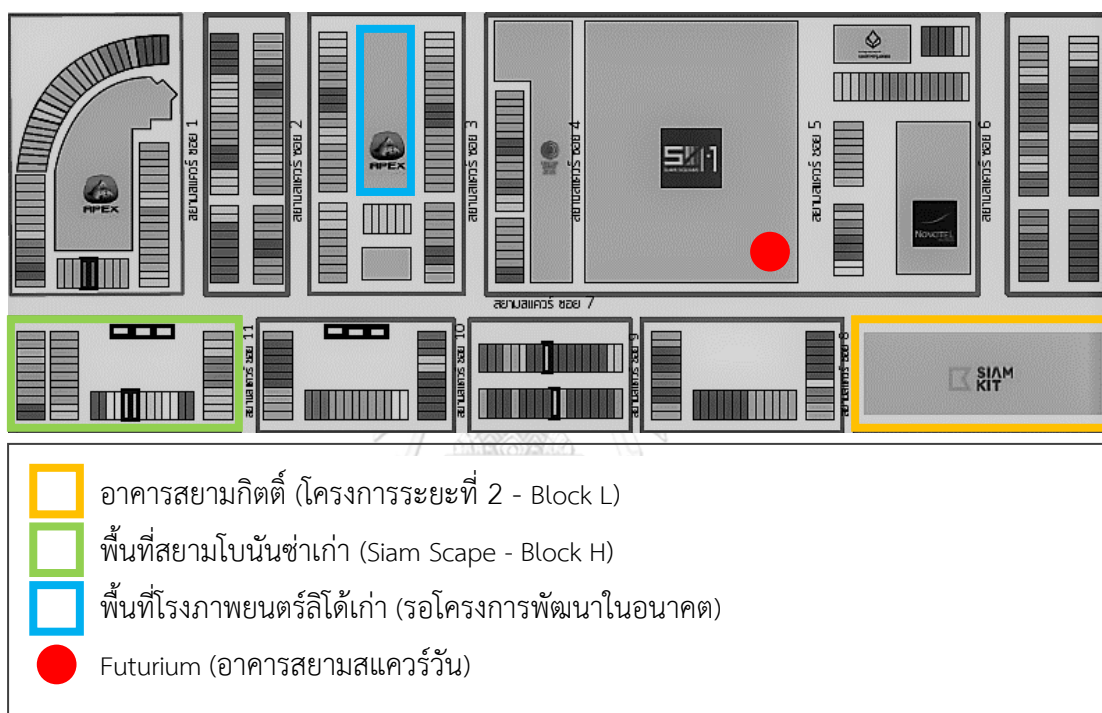 สยามสแควร์ ซอย 1
สยามสแควร์ ซอย 2
สยามสแควร์ ซอย 3
สยามสแควร์ ซอย 4
สยามสแควร์ ซอย 5
สยามสแควร์ ซอย 6
APEX
APEX
SIAM SQUARE
NOVOTEL
สยามสแควร์ ซอย 7
สยามสแควร์ ซอย 11
สยามสแควร์ ซอย 10
สยามสแควร์ ซอย 9
สยามสแควร์ ซอย 8
SIAM
KIT
อาคารสยามกิตติ์ (โครงการระยะที่ 2 - Block L)
พื้นที่สยามโบนันซ่าเก่า (Siam Scape - Block H)
พื้นที่โรงภาพยนตร์ลิโด้เก่า (รอโครงการพัฒนาในอนาคต)
Futurium (อาคารสยามสแควร์วัน)